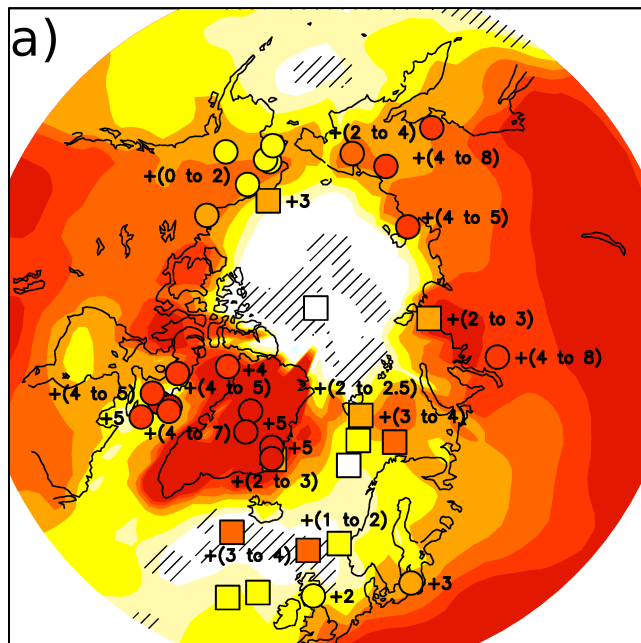 a)
+(2 to 4)
+(4 to 8)
+(0 to 2)
+3
+(4 to 5)
+(2 to 3)
+(4 to 8)
+4
+(4 to 5)
+(4 to 5)
+(2 to 2.5)
+5
+(3 to 4)
+5
+(4 to 7)
+5
+(2 to 3)
+(1 to 2)
+(3 to 4)
+3
+2